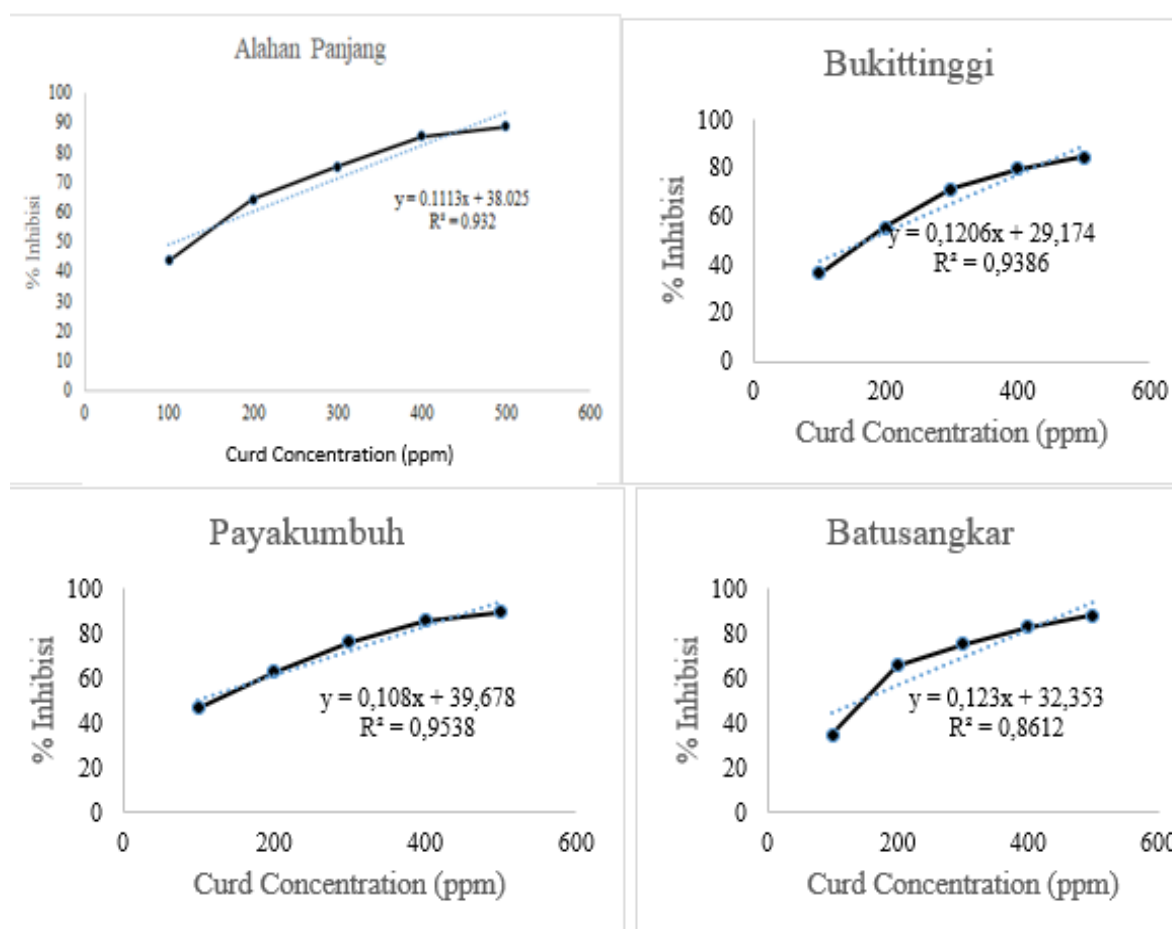 Alahan Panjang
% Inhibisi
100
90
80
70
60
50
40
30
20
10
0
y = 0.1113x + 38.025
R² = 0.932
0 100 200 300 400 500 600
Curd Concentration (ppm)
Bukittinggi
% Inhibisi
100
80
60
40
20
0
y = 0,1206x + 29,174
R² = 0,9386
0 200 400 600
Curd Concentration (ppm)
Payakumbuh
% Inhibisi
100
80
60
40
20
0
y = 0,108x + 39,678
R² = 0,9538
0 200 400 600
Curd Concentration (ppm)
Batusangkar
% Inhibisi
100
80
60
40
20
0
y = 0,123x + 32,353
R² = 0,8612
0 200 400 600
Curd Concentration (ppm)